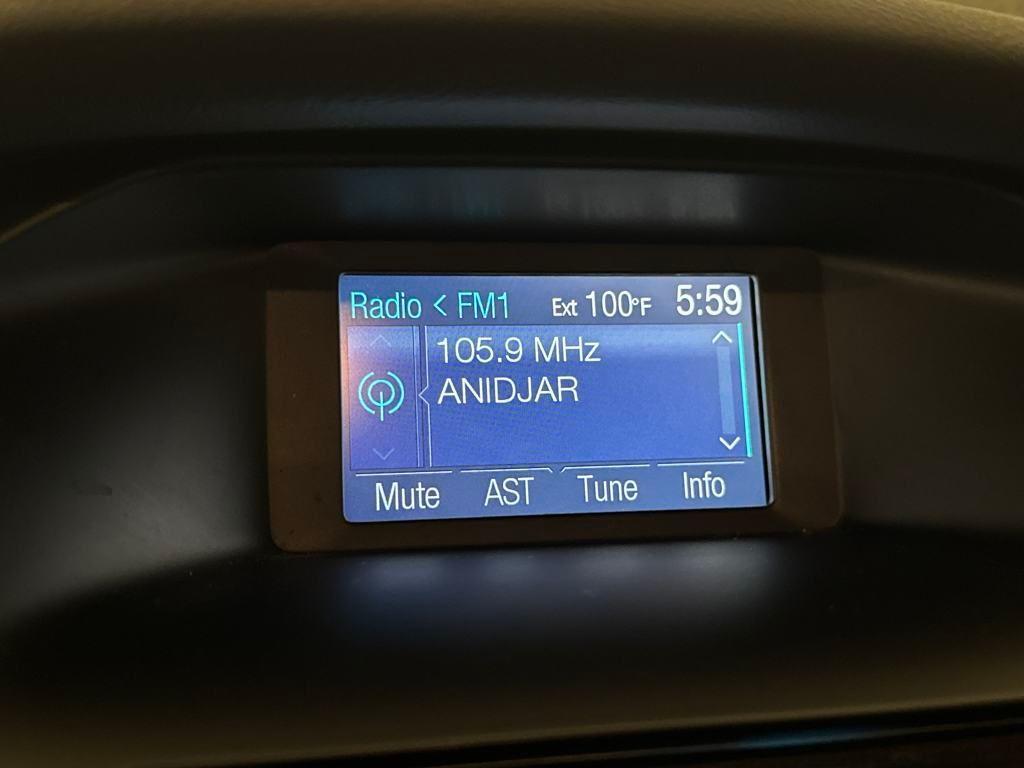 Radio < FM1 Ext 100°F 5:59
105.9 MHz
ANIDJAR
Mute AST Tune Info